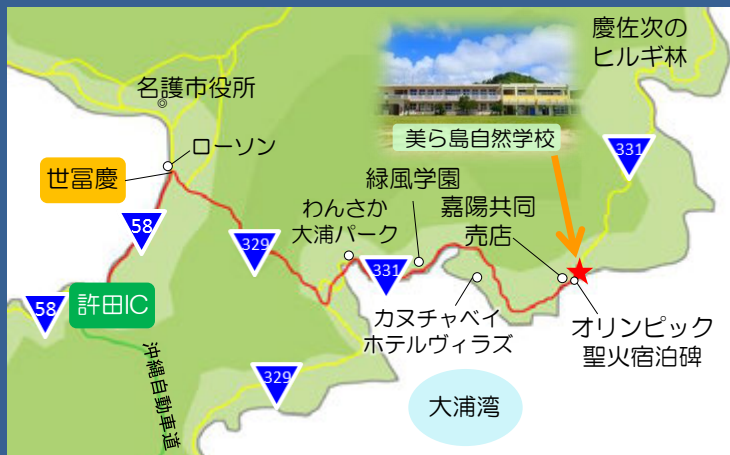 慶佐次の
ヒルギ林
名護市役所
美ら島自然学校
331
ローソン
世冨慶
緑風学園
わんさか
大浦パーク
嘉陽共同
売店
58
329
331
58
許田IC
カヌチャベイ
ホテルヴィラズ
オリンピック
聖火宿泊碑
沖縄自動車道
329
大浦湾